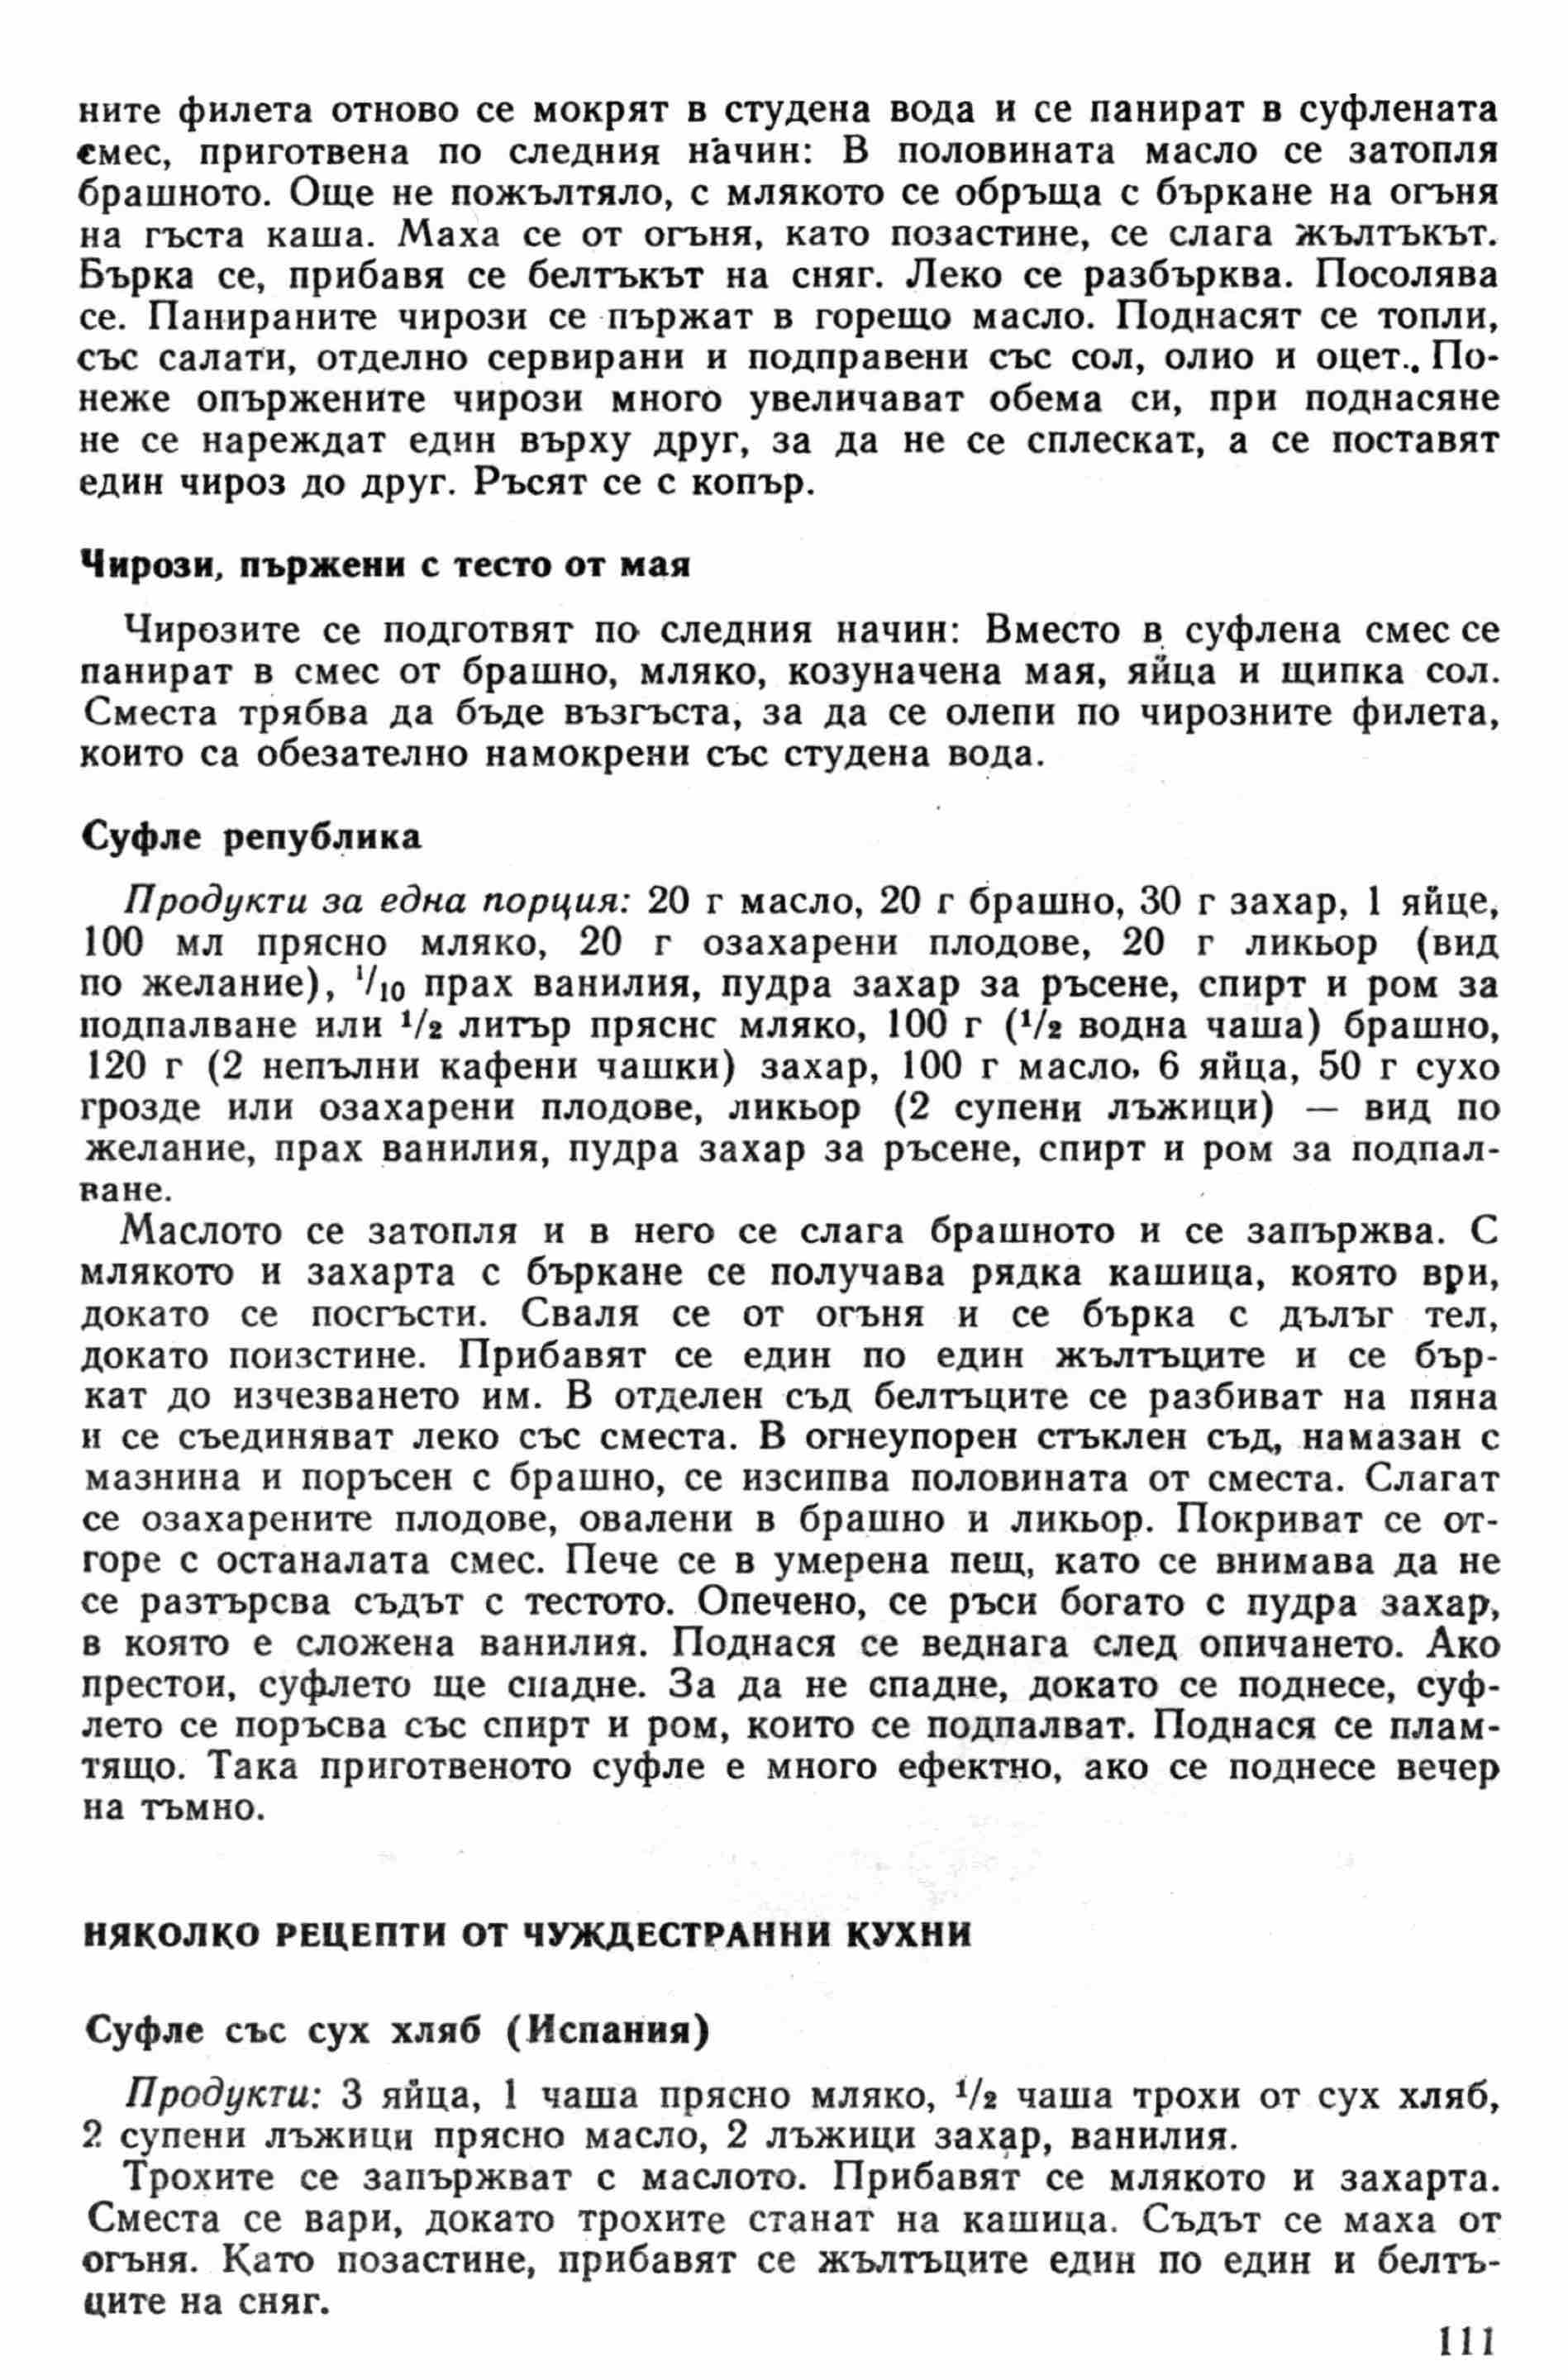 ните филета отново се мокрят в студена вода и се панират в суфлената
смес, приготвена по следния начин: В половината масло се затопля
брашното. Още не пожълтяло, с млякото се обръща с бъркане на огъня
на гъста каша. Маха се от огъня, като позастине, се слага жълтъкът.
Бърка се, прибавя се белтъкът на сняг. Леко се разбърква. Посолява
се. Панираните чирози се пържат в горещо масло. Поднасят се топли,
със салати, отделно сервирани и подправени със сол, олио и оцет.. По-
неже опържените чирози много увеличават обема си, при поднасяне
не се нареждат един върху друг, за да не се сплескат, а се поставят
един чироз до друг. Ръсят се с копър.
Чирози, пържени с тесто от мая
Чирозите се подготвят по следния начин: Вместо в суфлена смес се
панират в смес от брашно, мляко, козуначена мая, яйца и щипка сол.
Сместа трябва да бъде възгъста, за да се олепи по чирозните филета,
които са обезателно намокрени със студена вода.
Суфле република
Продукти за една порция: 20 г масло, 20 г брашно, 30 г захар, 1 яйце,
100 мл прясно мляко, 20 г озахарени плодове, 20 г ликьор (вид
по желание), 1/10 прах ванилия, пудра захар за ръсене, спирт и ром за
подпалване или 1/2 литър пряснс мляко, 100 г (1/2 водна чаша) брашно,
120 г (2 непълни кафени чашки) захар, 100 г масло, 6 яйца, 50 г сухо
грозде или озахарени плодове, ликьор (2 супени лъжици) — вид по
желание, прах ванилия, пудра захар за ръсене, спирт и ром за подпал-
ване.
Маслото се затопля и в него се слага брашното и се запържва. С
млякото и захарта с бъркане се получава рядка кашица, която ври,
докато се посгъсти. Сваля се от огъня и се бърка с дълъг тел,
докато поизстине. Прибавят се един по един жълтъците и се бър-
кат до изчезването им. В отделен съд белтъците се разбиват на пяна
и се съединяват леко със сместа. В огнеупорен стъклен съд, намазан с
мазнина и поръсен с брашно, се изсипва половината от сместа. Слагат
се озахарените плодове, овалени в брашно и ликьор. Покриват се от-
горе с останалата смес. Пече се в умерена пещ, като се внимава да не
се разтърсва съдът с тестото. Опечено, се ръси богато с пудра захар,
в която е сложена ванилия. Поднася се веднага след опичането. Ако
престои, суфлето ще спадне. За да не спадне, докато се поднесе, суф-
лето се поръсва със спирт и ром, които се подпалват. Поднася се плам-
тящо. Така приготвеното суфле е много ефектно, ако се поднесе вечер
на тъмно.
НЯКОЛКО РЕЦЕПТИ ОТ ЧУЖДЕСТРАННИ КУХНИ
Суфле със сух хляб (Испания)
Продукти: 3 яйца, 1 чаша прясно мляко, 1/2 чаша трохи от сух хляб,
2 супени лъжици прясно масло, 2 лъжици захар, ванилия.
Трохите се запържват с маслото. Прибавят се млякото и захарта.
Сместа се вари, докато трохите станат на кашица. Съдът се маха от
огъня. Като позастине, прибавят се жълтъците един по един и белтъ-
ците на сняг.
111